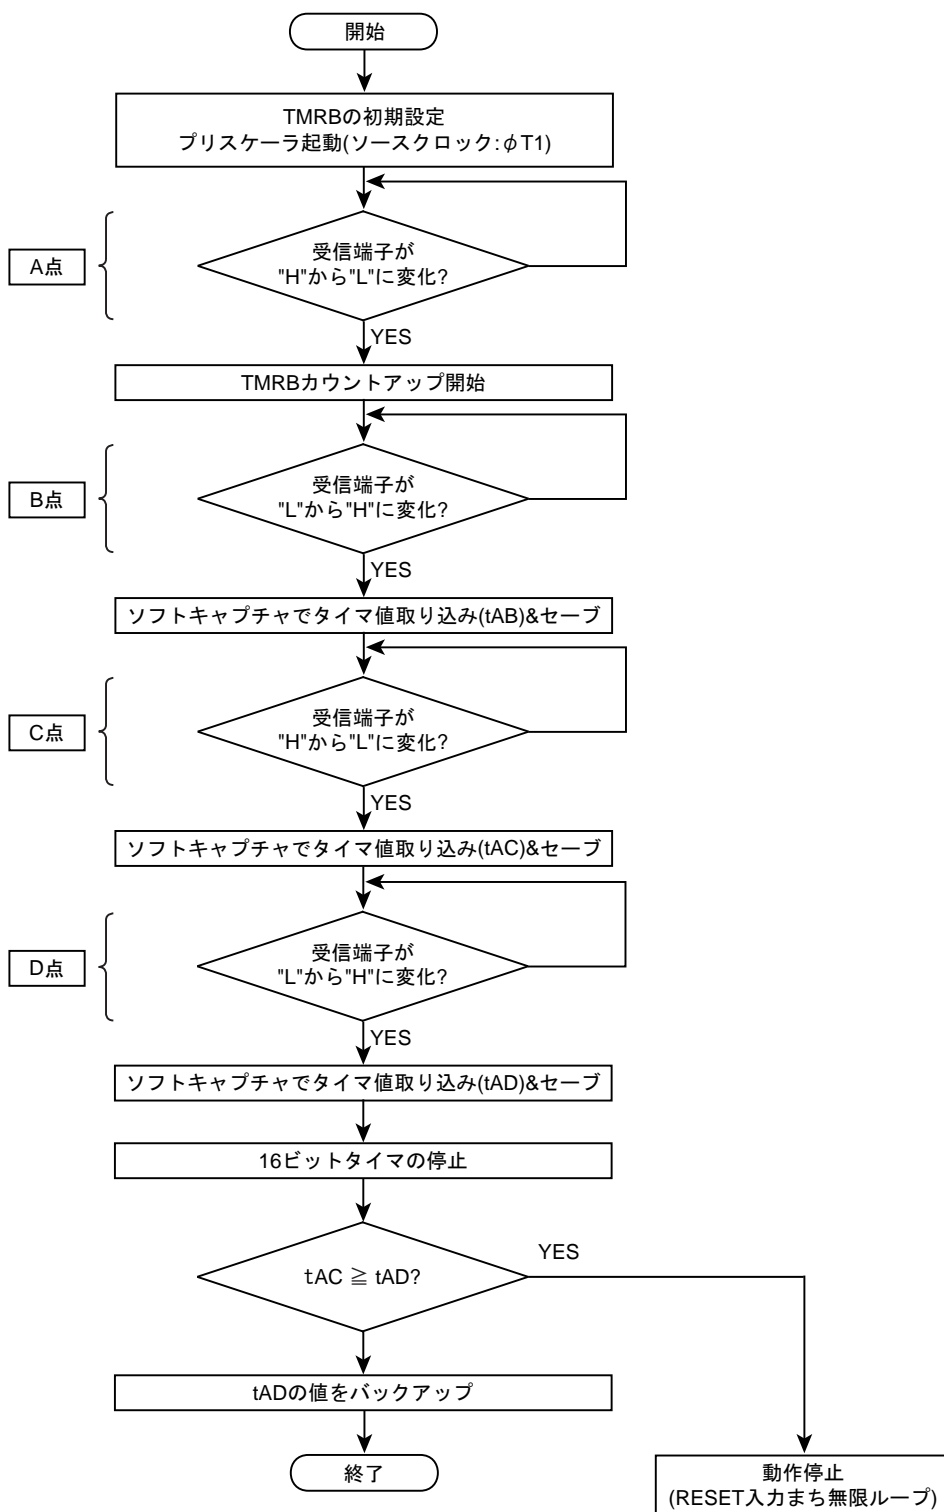 開始
TMRBの初期設定
プリスケーラ起動(ソースクロック:φT1)
A点
受信端子が
"H"から"L"に変化?
YES
TMRBカウントアップ開始
B点
受信端子が
"L"から"H"に変化?
YES
ソフトキャプチャでタイマ値取り込み(tAB)&セーブ
C点
受信端子が
"H"から"L"に変化?
YES
ソフトキャプチャでタイマ値取り込み(tAC)&セーブ
D点
受信端子が
"L"から"H"に変化?
YES
ソフトキャプチャでタイマ値取り込み(tAD)&セーブ
16ビットタイマの停止
tAC ≧ tAD?
YES
tADの値をバックアップ
終了
動作停止
(RESET入力まち無限ループ)